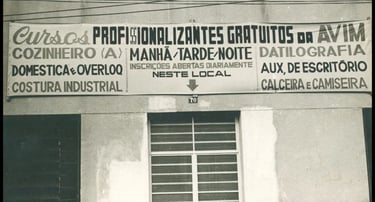 Cursos PROFISSIONALIZANTES GRATUITOS DA AVIM
COZINHEIRO (A)
DOMESTICA E OVERLOQ
COSTURA INDUSTRIAL
MANHÃ/TARDE/NOITE
INSCRIÇÕES ABERTAS DIARIAMENTE
NESTE LOCAL
DATILOGRAFIA
AUX, DE ESCRITÓRIO
CALCEIRA E CAMISEIRA